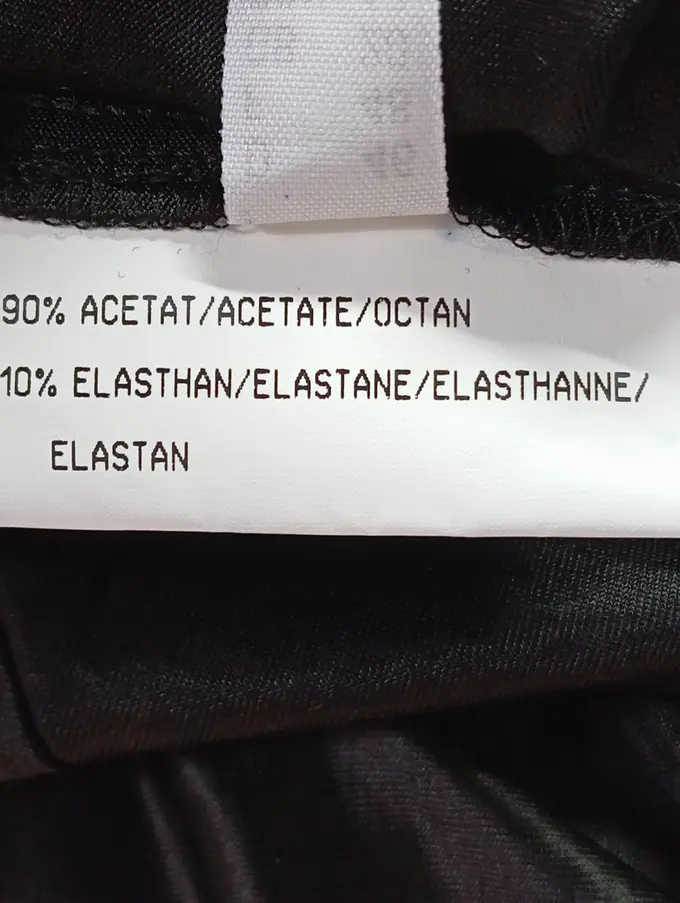 90% ACETAT/ACETATE/OCTAN
10% ELASTHAN/ELASTANE/ELASTHANNE/
ELASTAN